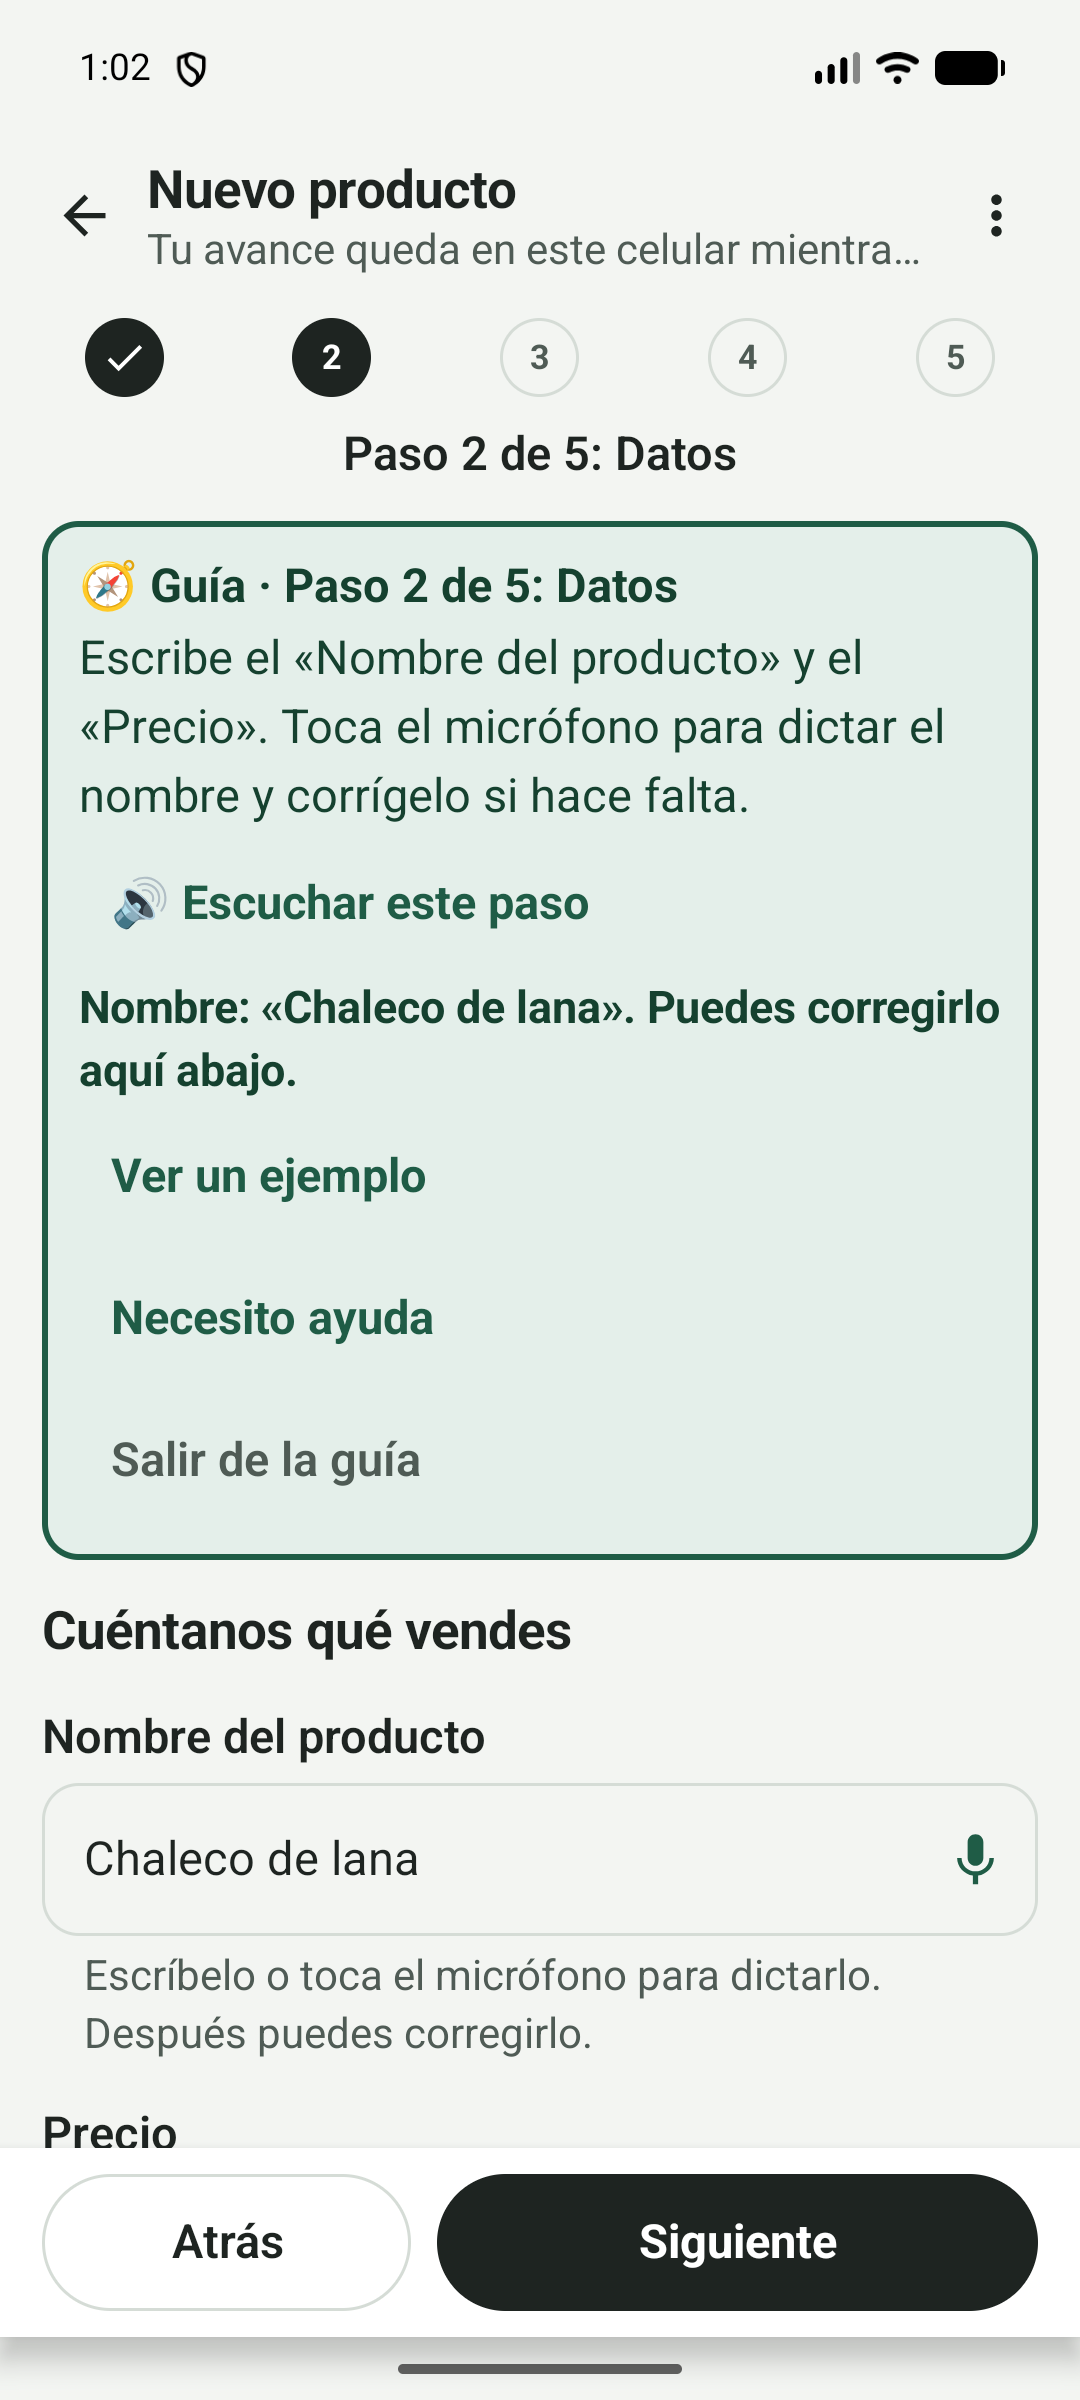 1:02
Nuevo producto
Tu avance queda en este celular mientra...
2
3
4
5
Paso 2 de 5: Datos
Guía · Paso 2 de 5: Datos
Escribe el «Nombre del producto» y el
«Precio». Toca el micrófono para dictar el
nombre y corrígelo si hace falta.
Escuchar este paso
Nombre: «Chaleco de lana». Puedes corregirlo
aquí abajo.
Ver un ejemplo
Necesito ayuda
Salir de la guía
Cuéntanos qué vendes
Nombre del producto
Chaleco de lana
Escríbelo o toca el micrófono para dictarlo.
Después puedes corregirlo.
Precio
Atrás
Siguiente